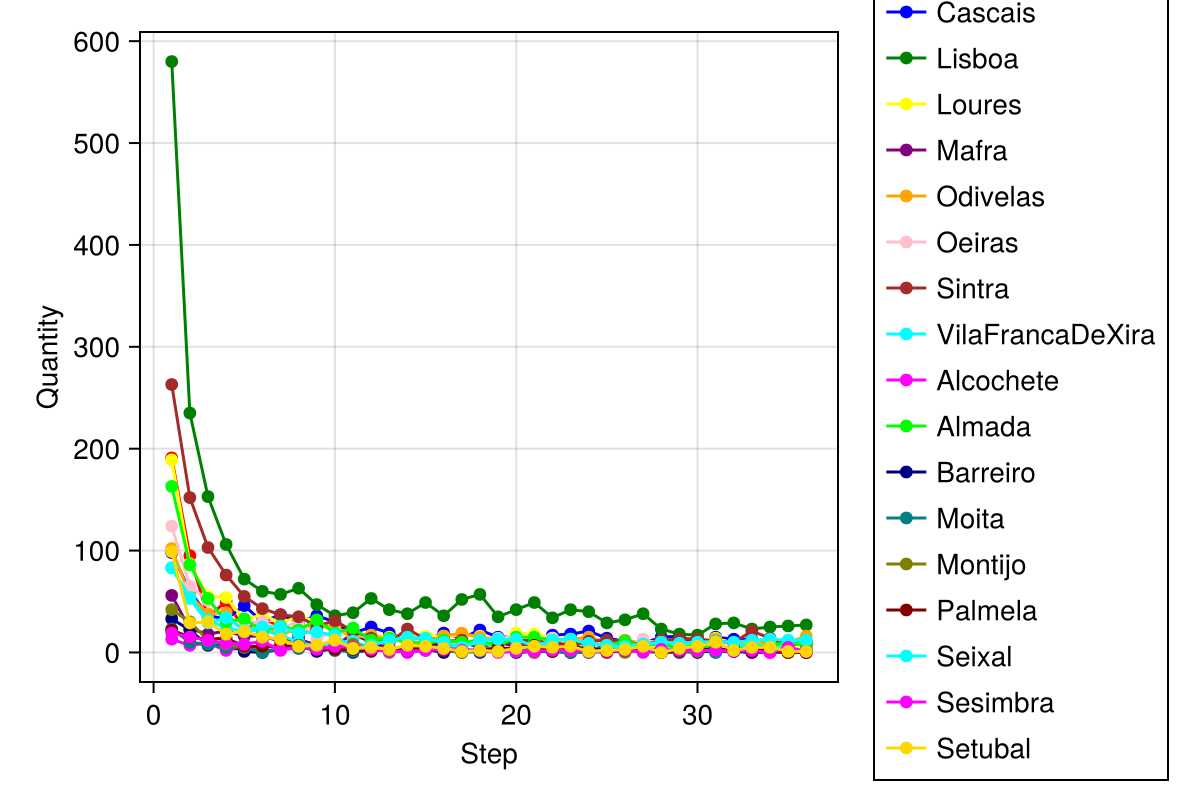 600
500
400
300
200
100
0
Quantity
0 10 20 30
Step
Cascais
Lisboa
Loures
Mafra
Odivelas
Oeiras
Sintra
VilaFrancaDeXira
Alcochete
Almada
Barreiro
Moita
Montijo
Palmela
Seixal
Sesimbra
Setubal